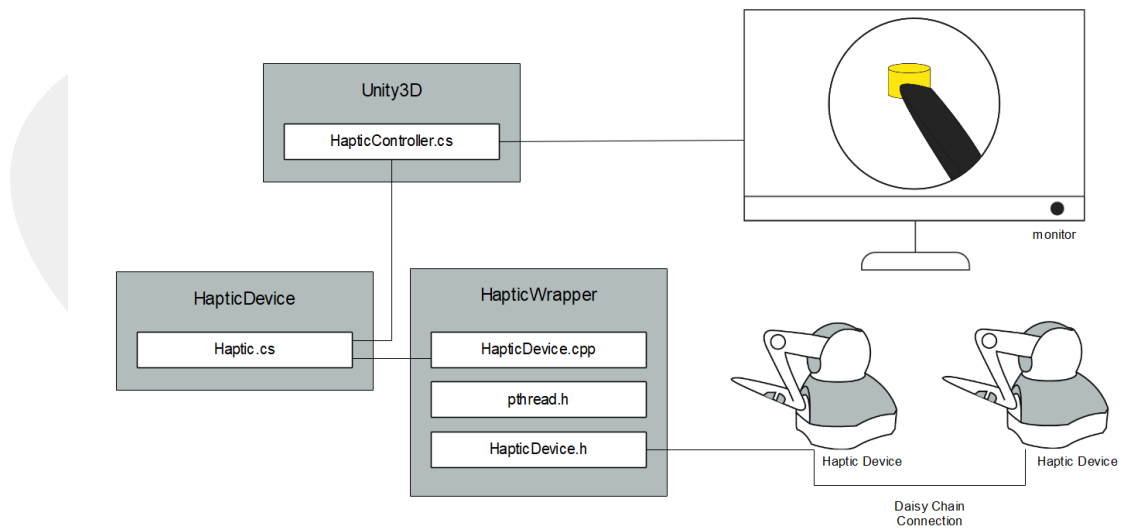 Unity3D
HapticController.cs
monitor
HapticDevice
Haptic.cs
HapticWrapper
HapticDevice.cpp
pthread.h
HapticDevice.h
Haptic Device
Haptic Device
Daisy Chain
Connection